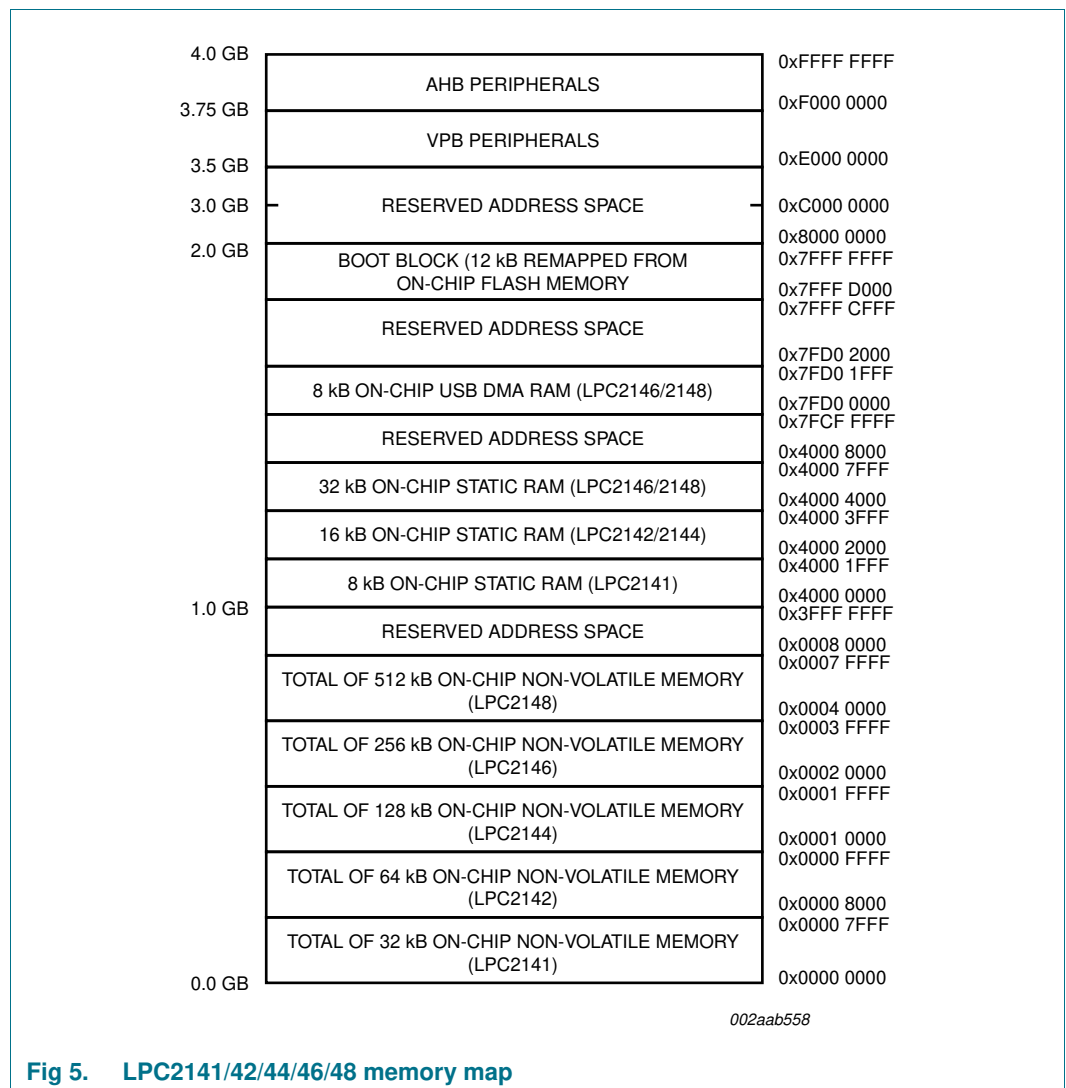 4.0 GB
0xFFFF FFFF
AHB PERIPHERALS
3.75 GB
0xF000 0000
VPB PERIPHERALS
3.5 GB
0xE000 0000
3.0 GB
RESERVED ADDRESS SPACE
0xC000 0000
0x8000 0000
2.0 GB
0x7FFF FFFF
BOOT BLOCK (12 kB REMAPPED FROM
ON-CHIP FLASH MEMORY
0x7FFF D000
0x7FFF CFFF
RESERVED ADDRESS SPACE
0x7FD0 2000
0x7FD0 1FFF
8 kB ON-CHIP USB DMA RAM (LPC2146/2148)
0x7FD0 0000
0x7FCF FFFF
RESERVED ADDRESS SPACE
0x4000 8000
0x4000 7FFF
32 kB ON-CHIP STATIC RAM (LPC2146/2148)
0x4000 4000
0x4000 3FFF
16 kB ON-CHIP STATIC RAM (LPC2142/2144)
0x4000 2000
0x4000 1FFF
8 kB ON-CHIP STATIC RAM (LPC2141)
0x4000 0000
1.0 GB
0x3FFF FFFF
RESERVED ADDRESS SPACE
0x0008 0000
0x0007 FFFF
TOTAL OF 512 kB ON-CHIP NON-VOLATILE MEMORY
(LPC2148)
0x0004 0000
0x0003 FFFF
TOTAL OF 256 kB ON-CHIP NON-VOLATILE MEMORY
(LPC2146)
0x0002 0000
0x0001 FFFF
TOTAL OF 128 kB ON-CHIP NON-VOLATILE MEMORY
(LPC2144)
0x0001 0000
0x0000 FFFF
TOTAL OF 64 kB ON-CHIP NON-VOLATILE MEMORY
(LPC2142)
0x0000 8000
0x0000 7FFF
TOTAL OF 32 kB ON-CHIP NON-VOLATILE MEMORY
(LPC2141)
0.0 GB
0x0000 0000
002aab558
Fig 5. LPC2141/42/44/46/48 memory map